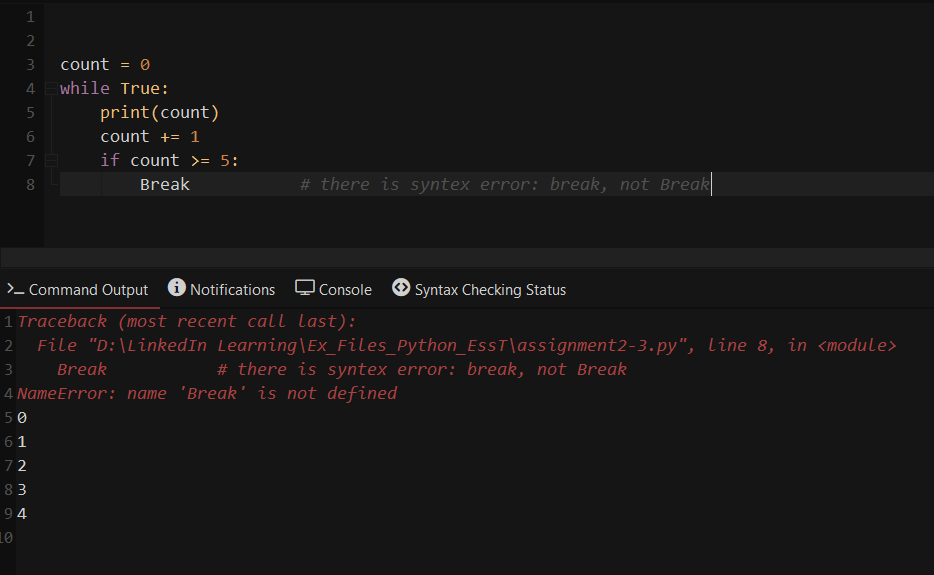 1
2
3 count = 0
4 while True:
5     print(count)
6     count += 1
7     if count >= 5:
8         Break           # there is syntex error: break, not Break
>_ Command Output Notifications Console Syntax Checking Status
1 Traceback (most recent call last):
2   File "D:\LinkedIn Learning\Ex_Files_Python_EssT\assignment2-3.py", line 8, in <module>
3     Break           # there is syntex error: break, not Break
4 NameError: name 'Break' is not defined
5 0
6 1
7 2
8 3
9 4
10